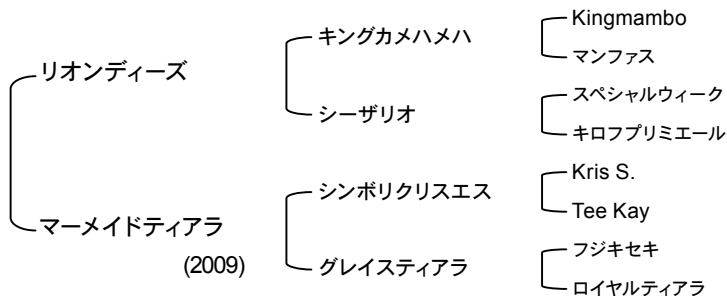 リオンディーズ
マーメイドティアラ
(2009)
キングカメハメハ
シーザリオ
シンボリクリスエス
グレイスティアラ
Kingmambo
マンファス
スペシャルウィーク
キロフプリミエール
Kris S.
Tee Kay
フジキセキ
ロイヤルティアラ